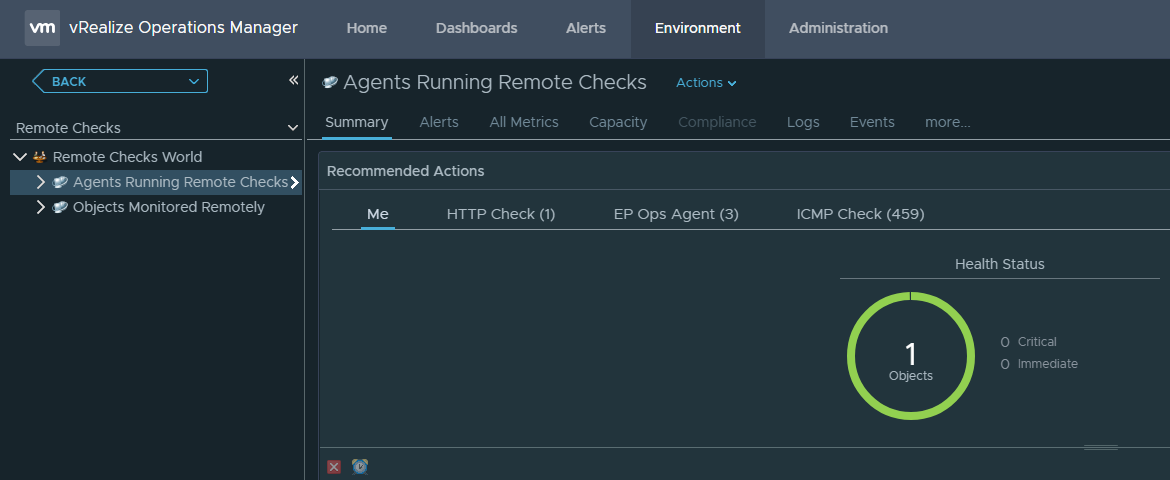 vm vRealize Operations Manager Home Dashboards Alerts Environment Administration
BACK
Remote Checks
Remote Checks World
Agents Running Remote Checks
Objects Monitored Remotely
Agents Running Remote Checks Actions
Summary Alerts All Metrics Capacity Compliance Logs Events more...
Recommended Actions
Me HTTP Check (1) EP Ops Agent (3) ICMP Check (459)
Health Status
1
Objects
0 Critical
0 Immediate